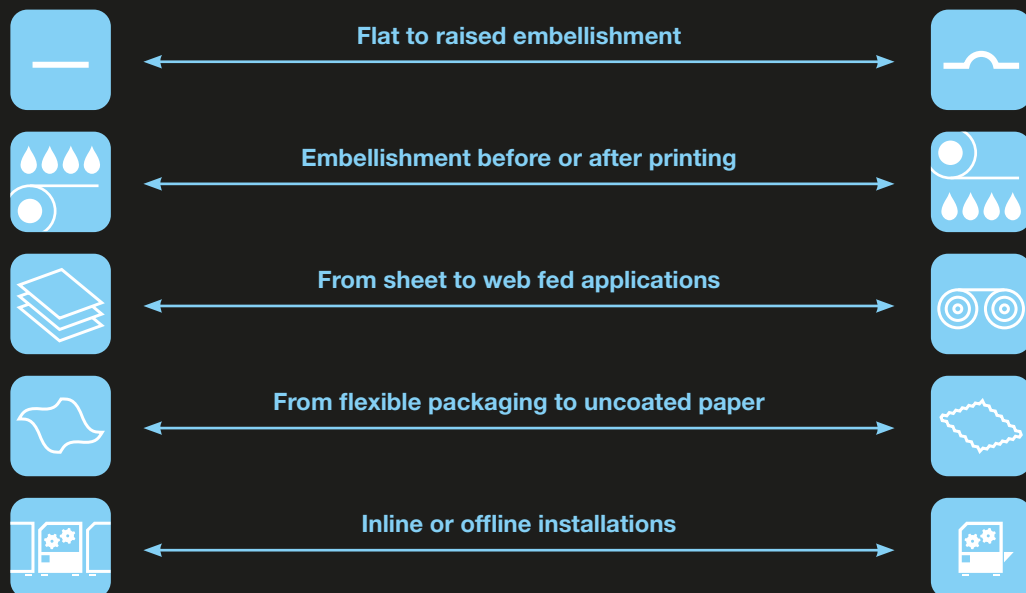 Flat to raised embellishment
Embellishment before or after printing
From sheet to web fed applications
From flexible packaging to uncoated paper
Inline or offline installations